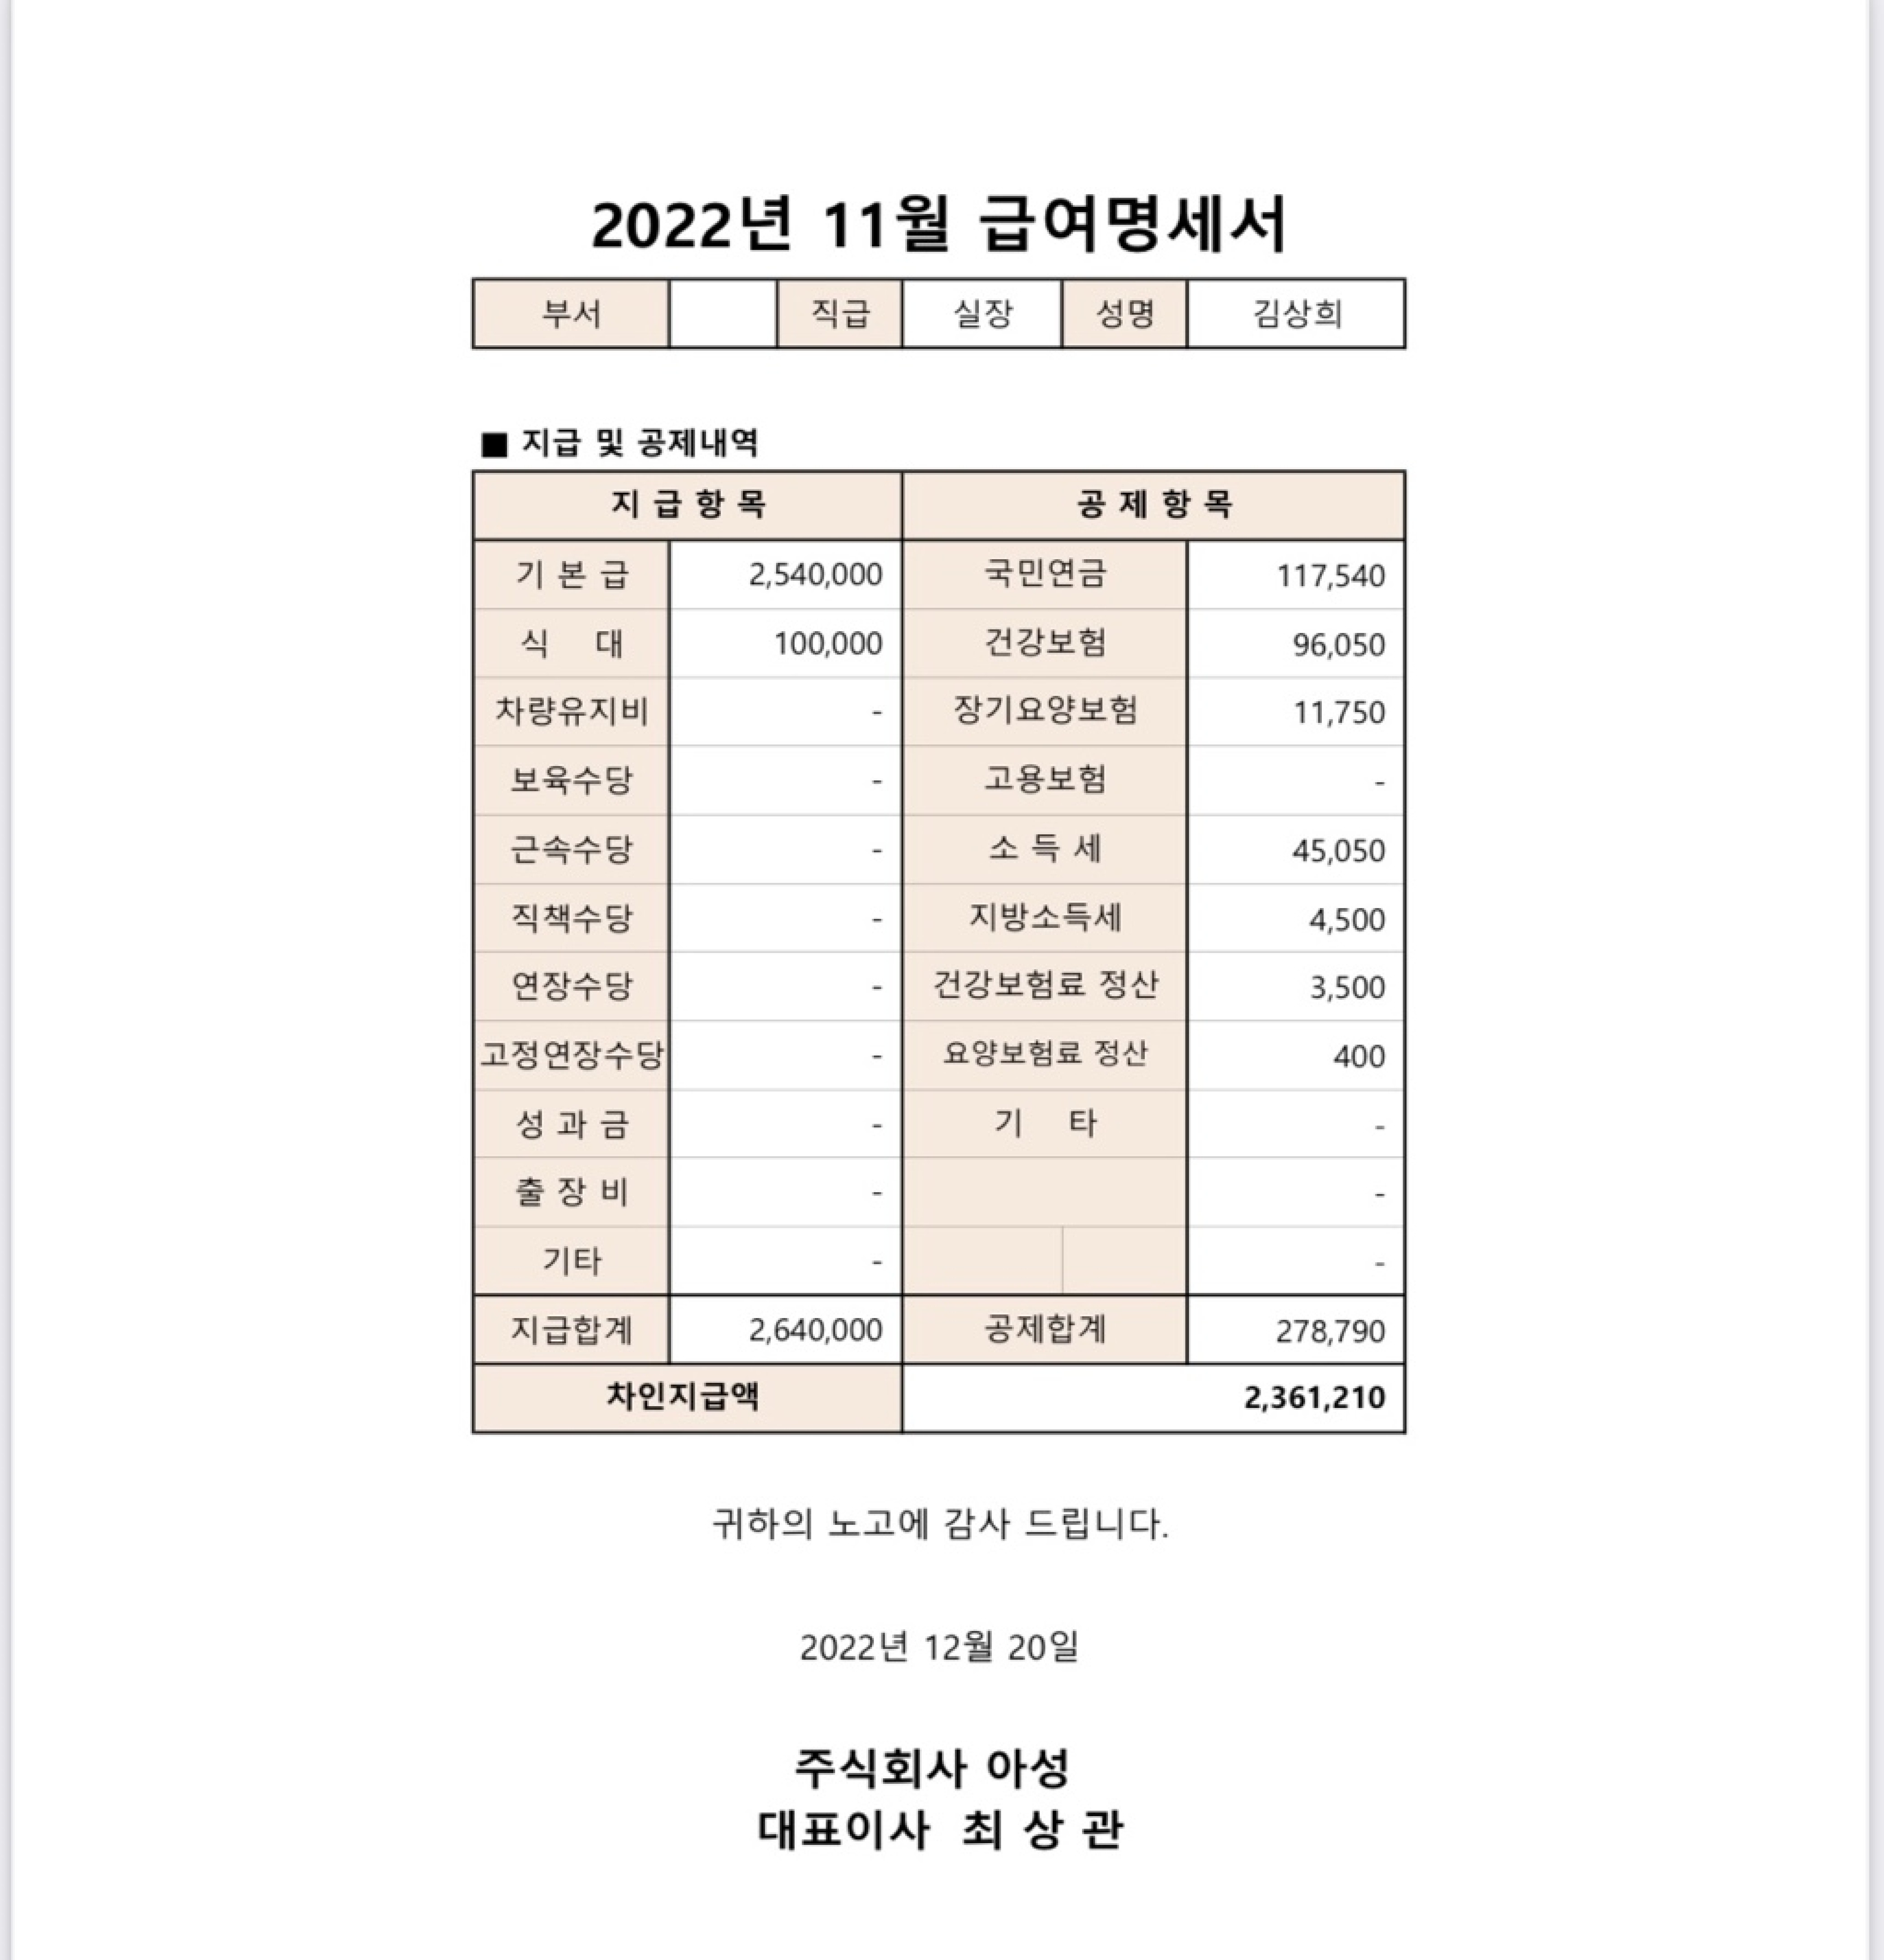 2022년 11월 급여명세서
부서 직급 실장 성명 김상희
■ 지급 및 공제내역
지 급 항 목 공 제 항 목
기 본 급 2,540,000 국민연금 117,540
식 대 100,000 건강보험 96,050
차량유지비 - 장기요양보험 11,750
보육수당 - 고용보험 -
근속수당 - 소 득 세 45,050
직책수당 - 지방소득세 4,500
연장수당 - 건강보험료 정산 3,500
고정연장수당 - 요양보험료 정산 400
성 과 금 - 기 타 -
출 장 비 - -
기타 - -
지급합계 2,640,000 공제합계 278,790
차인지급액 2,361,210
귀하의 노고에 감사 드립니다.
2022년 12월 20일
주식회사 아성
대표이사 최 상 관